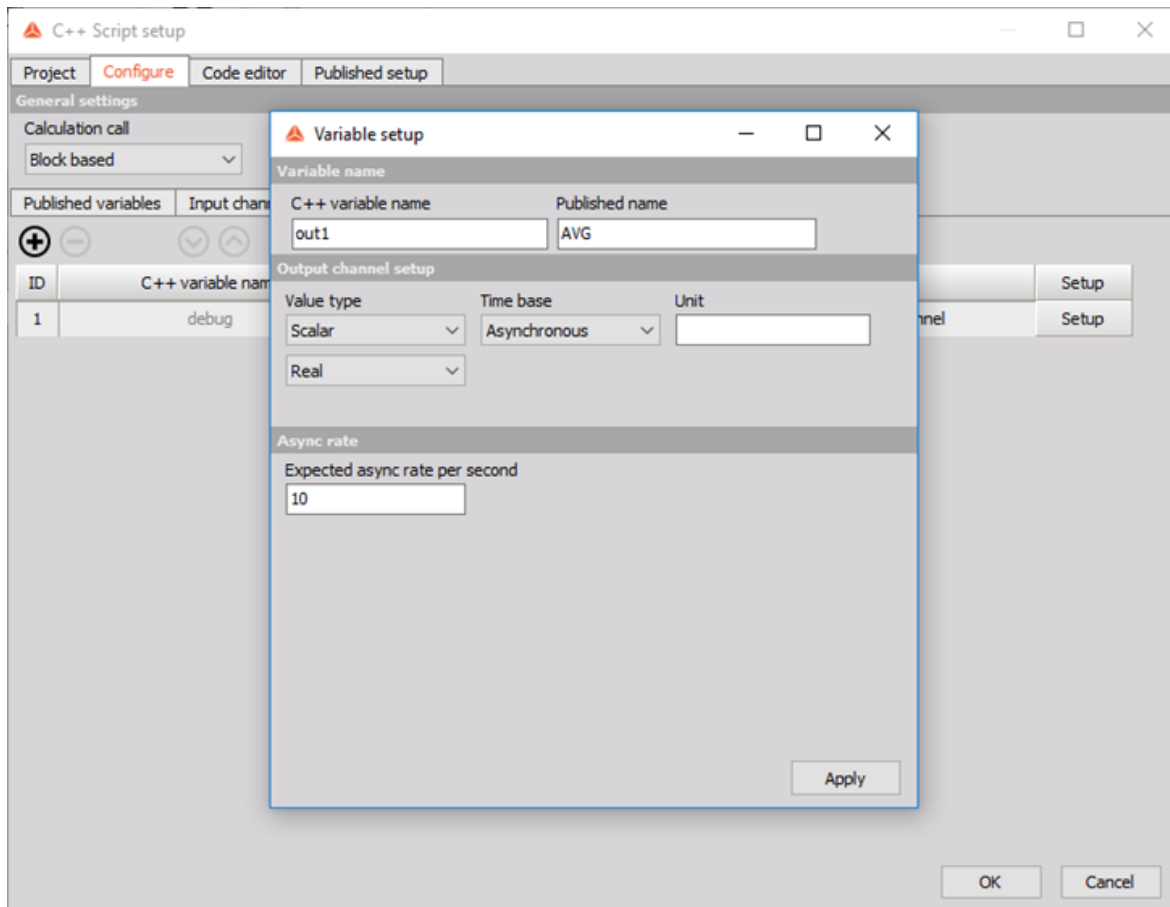 C++ Script setup
Project Configure Code editor Published setup
General settings
Calculation call
Block based
Published variables Input chan
ID C++ variable nam Setup
1 debug nnel Setup
Variable setup
Variable name
C++ variable name Published name
out1 AVG
Output channel setup
Value type Time base Unit
Scalar Asynchronous
Real
Async rate
Expected async rate per second
10
Apply
OK Cancel